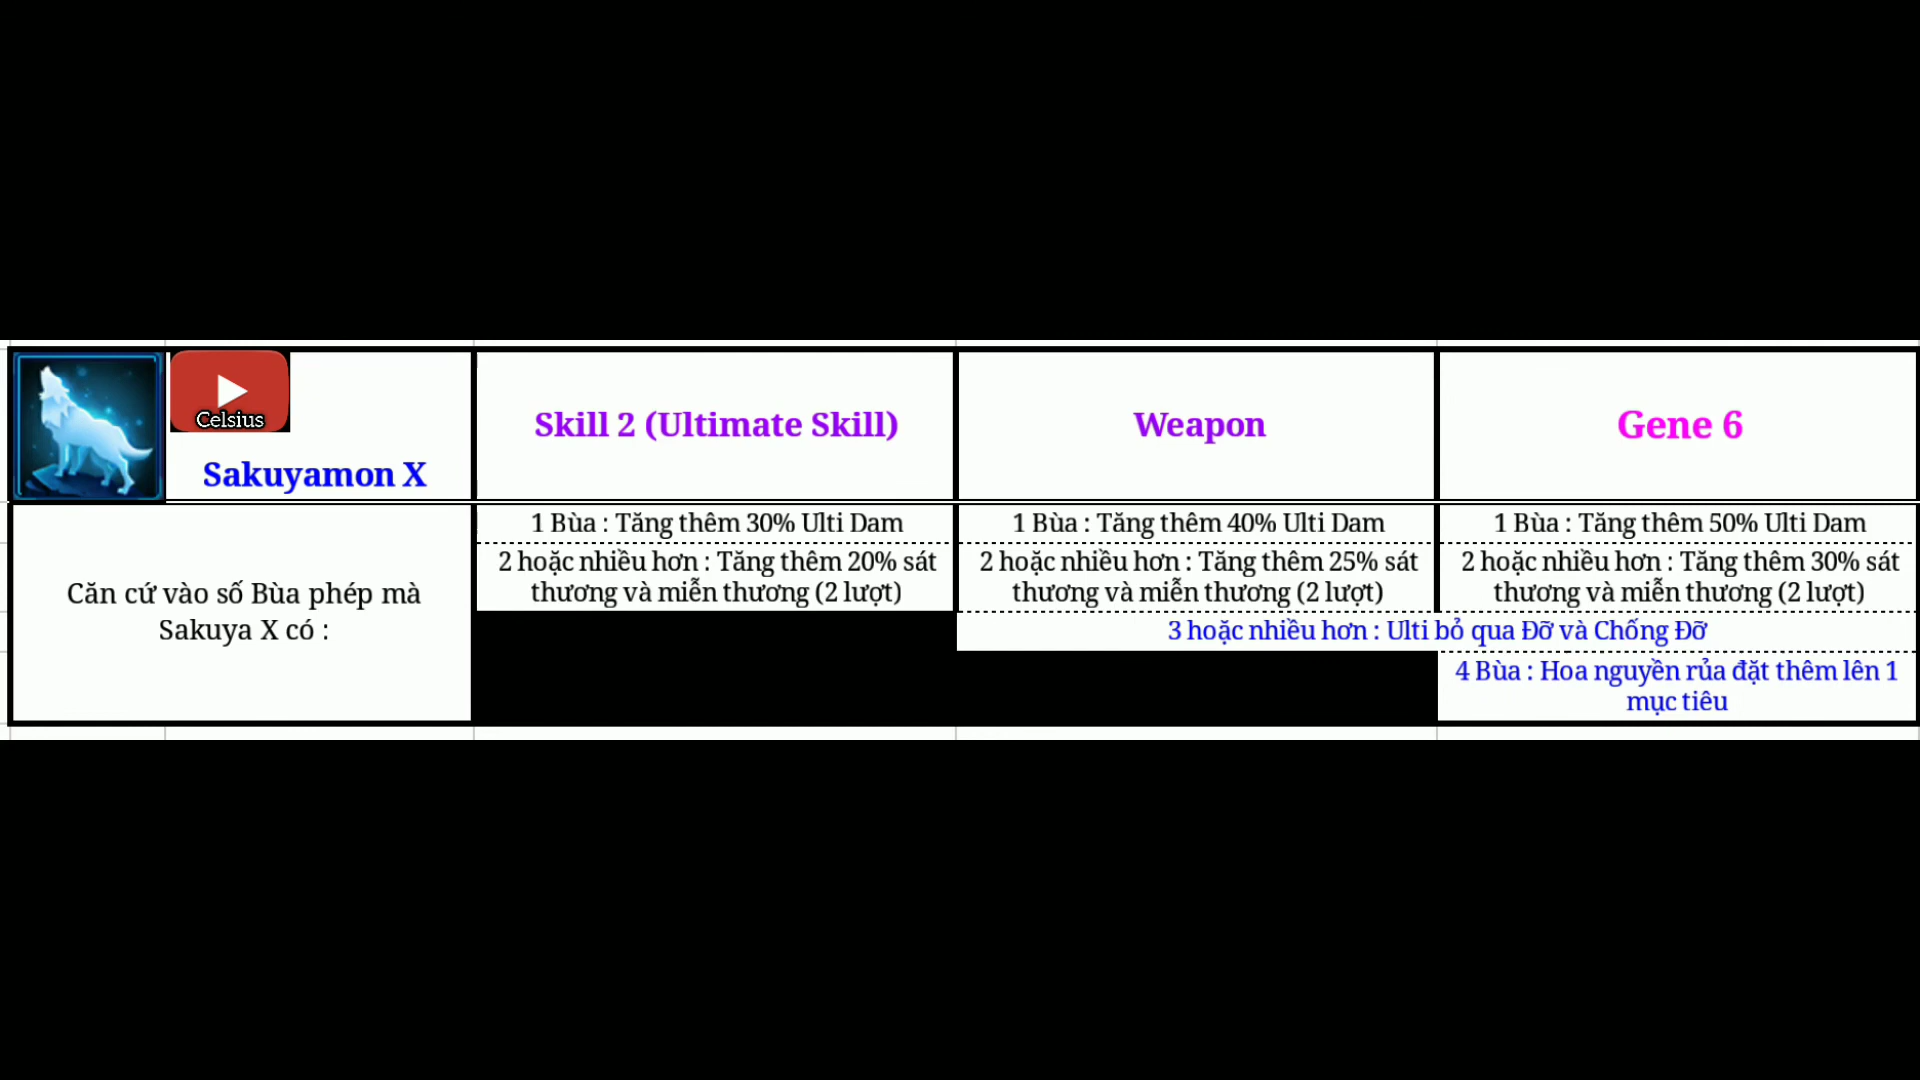 Celsius
Sakuyamon X
Skill 2 (Ultimate Skill)
Weapon
Gene 6
Căn cứ vào số Bùa phép mà
Sakuya X có :
1 Bùa : Tăng thêm 30% Ulti Dam
2 hoặc nhiều hơn : Tăng thêm 20% sát
thương và miễn thương (2 lượt)
1 Bùa : Tăng thêm 40% Ulti Dam
2 hoặc nhiều hơn : Tăng thêm 25% sát
thương và miễn thương (2 lượt)
1 Bùa : Tăng thêm 50% Ulti Dam
2 hoặc nhiều hơn : Tăng thêm 30% sát
thương và miễn thương (2 lượt)
3 hoặc nhiều hơn : Ulti bỏ qua Đỡ và Chống Đỡ
4 Bùa : Hoa nguyền rủa đặt thêm lên 1
mục tiêu